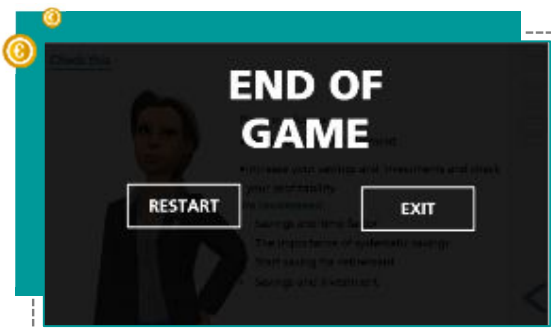 Check this
END OF
GAME
•Increase your savings and investments and check
your profitability
RESTART
EXIT
Savings and time factor
The importance of systematic savings
Start saving for retirement
• Savings and investment